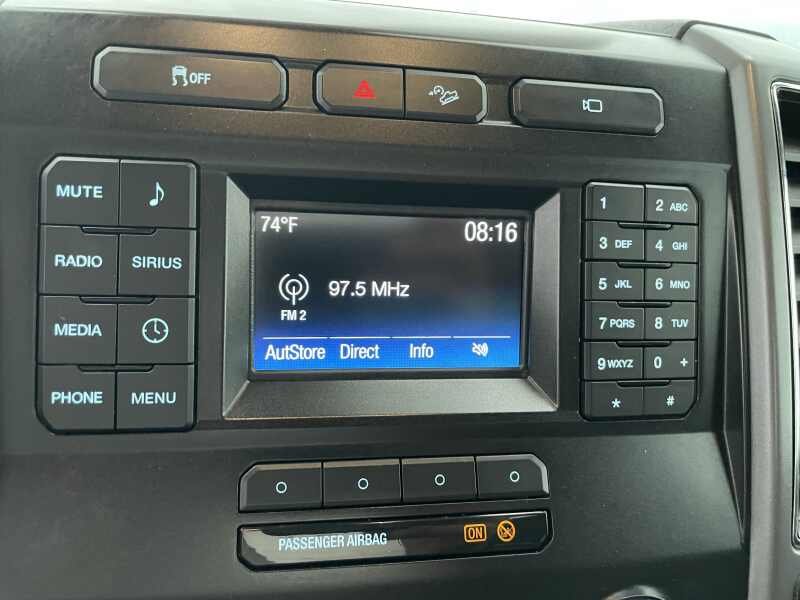 OFF
MUTE
RADIO SIRIUS
MEDIA
PHONE MENU
74°F 08:16
97.5 MHz
FM 2
AutStore Direct Info
1 2 ABC
3 DEF 4 GHI
5 JKL 6 MNO
7 PQRS 8 TUV
9 WXYZ 0 +
* #
PASSENGER AIRBAG ON